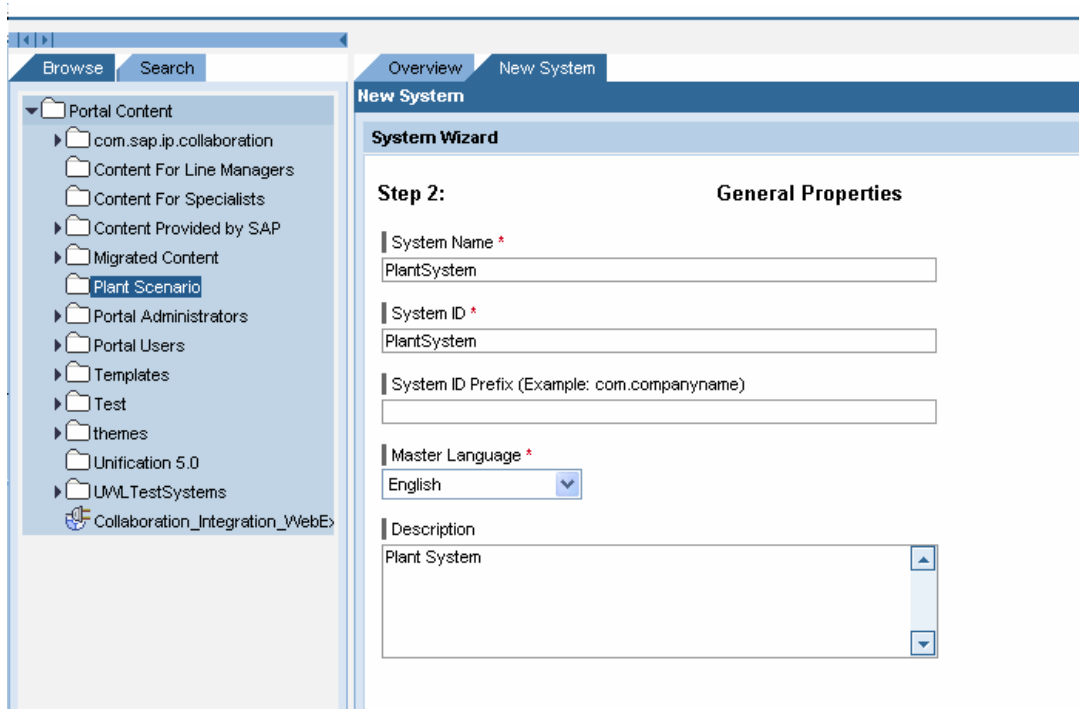 Browse Search
Portal Content
com.sap.ip.collaboration
Content For Line Managers
Content For Specialists
Content Provided by SAP
Migrated Content
Plant Scenario
Portal Administrators
Portal Users
Templates
Test
themes
Unification 5.0
UWLTestSystems
Collaboration_Integration_WebEx
Overview New System
New System
System Wizard
Step 2: General Properties
System Name *
PlantSystem
System ID *
PlantSystem
System ID Prefix (Example: com.companyname)
Master Language *
English
Description
Plant System